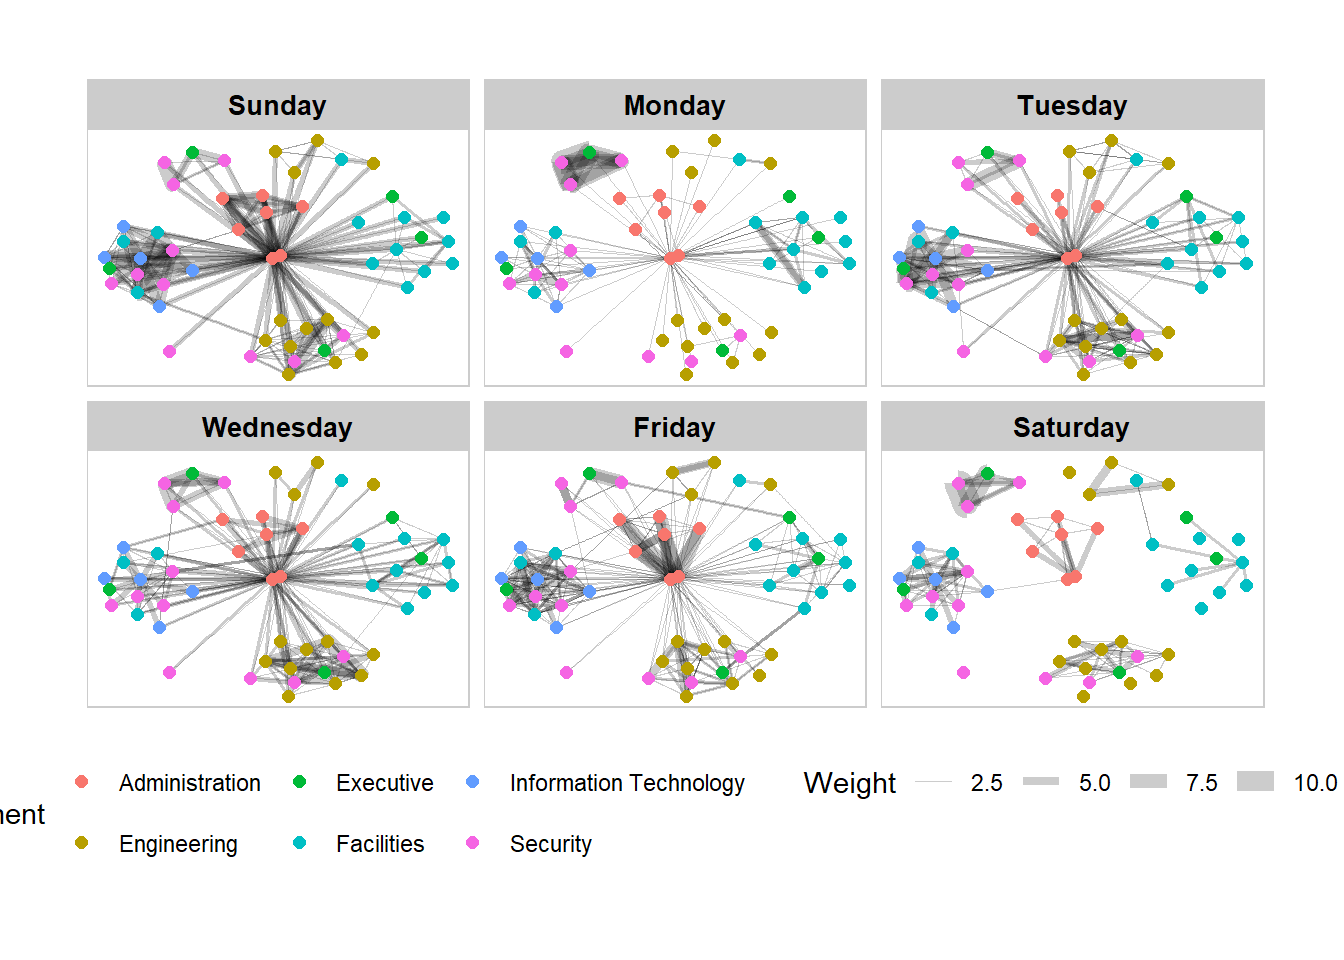 Sunday Monday Tuesday
Wednesday Friday Saturday
Administration Executive Information Technology Weight 2.5 5.0 7.5 10.0
Engineering Facilities Security